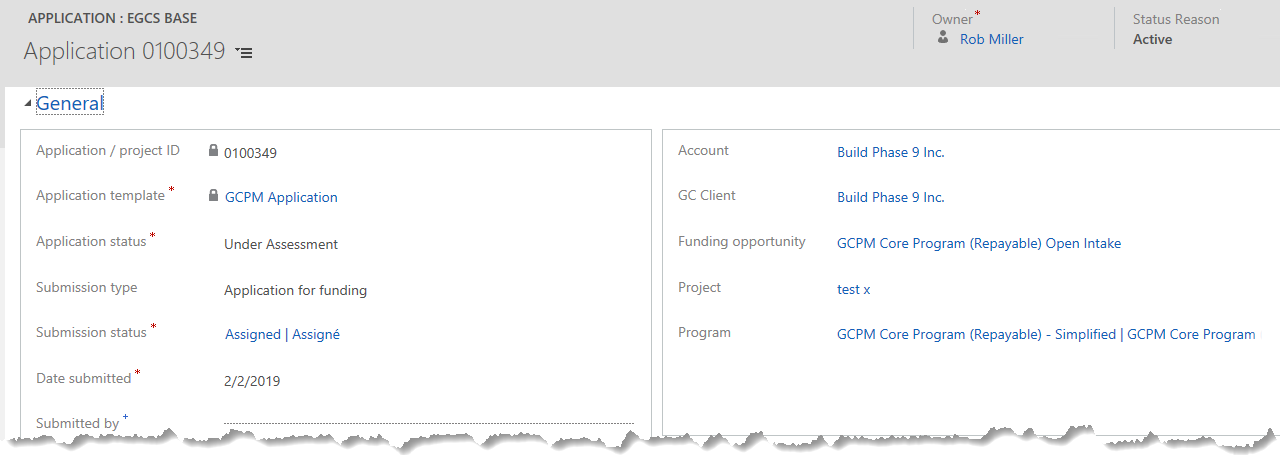 APPLICATION : EGCS BASE
Application 0100349
Owner*
Rob Miller
Status Reason
Active
General
Application / project ID 0100349
Application template* GCPM Application
Application status* Under Assessment
Submission type Application for funding
Submission status* Assigned | Assigné
Date submitted* 2/2/2019
Submitted by+
Account Build Phase 9 Inc.
GC Client Build Phase 9 Inc.
Funding opportunity GCPM Core Program (Repayable) Open Intake
Project test x
Program GCPM Core Program (Repayable) - Simplified | GCPM Core Program